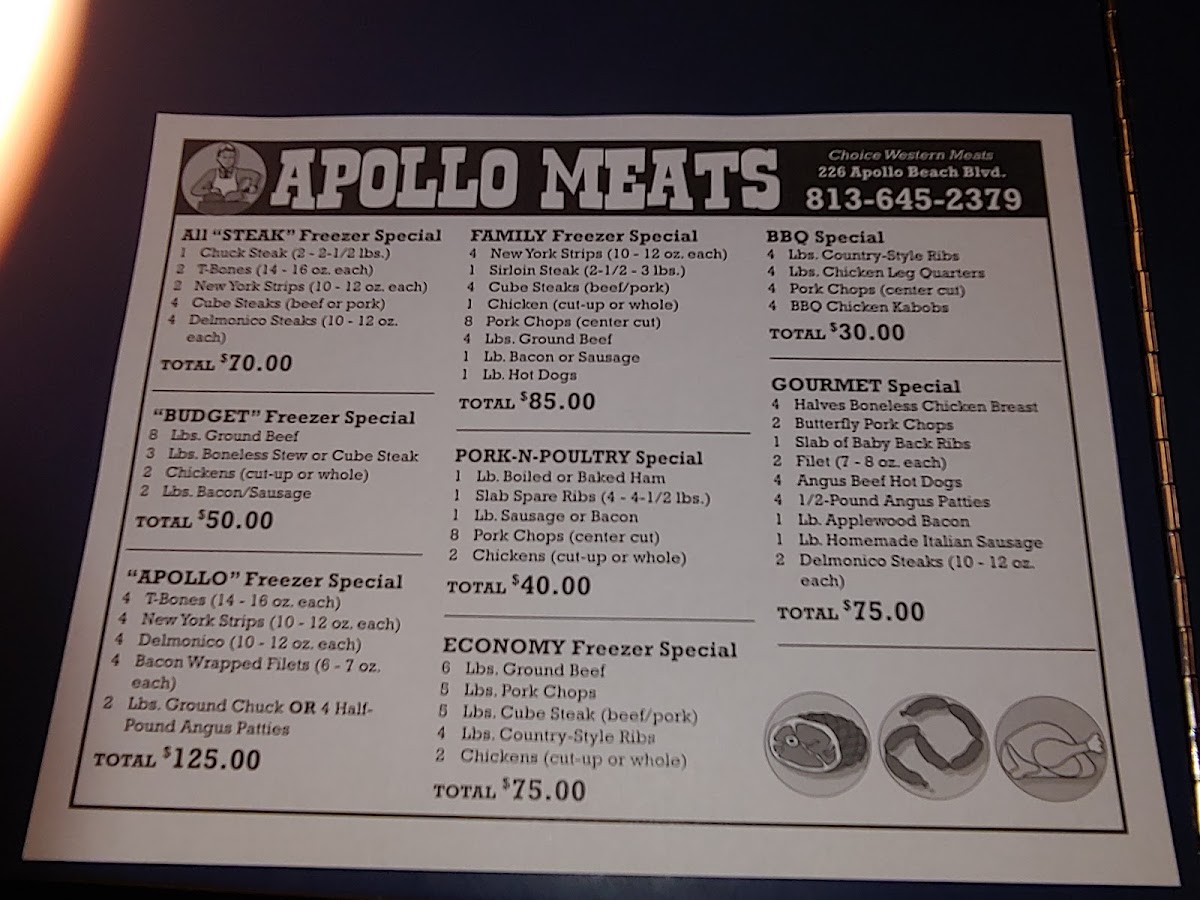 APOLLO MEATS
Choice Western Meats
226 Apollo Beach Blvd.
813-645-2379
All "STEAK" Freezer Special
1 Chuck Steak (2 - 2-1/2 lbs.)
2 T-Bones (14 - 16 oz. each)
2 New York Strips (10 - 12 oz. each)
4 Cube Steaks (beef or pork)
4 Delmonico Steaks (10 - 12 oz.
each)
TOTAL $70.00
"BUDGET" Freezer Special
8 Lbs. Ground Beef
3 Lbs. Boneless Stew or Cube Steak
2 Chickens (cut-up or whole)
2 Lbs. Bacon/Sausage
TOTAL $50.00
"APOLLO" Freezer Special
4 T-Bones (14 - 16 oz. each)
4 New York Strips (10 - 12 oz. each)
4 Delmonico (10 - 12 oz. each)
4 Bacon Wrapped Filets (6 - 7 oz.
each)
2 Lbs. Ground Chuck OR 4 Half-
Pound Angus Patties
TOTAL $125.00
FAMILY Freezer Special
4 New York Strips (10 - 12 oz. each)
1 Sirloin Steak (2-1/2 - 3 lbs.)
4 Cube Steaks (beef/pork)
1 Chicken (cut-up or whole)
8 Pork Chops (center cut)
4 Lbs. Ground Beef
1 Lb. Bacon or Sausage
1 Lb. Hot Dogs
TOTAL $85.00
PORK-N-POULTRY Special
1 Lb. Boiled or Baked Ham
1 Slab Spare Ribs (4 - 4-1/2 lbs.)
1 Lb. Sausage or Bacon
8 Pork Chops (center cut)
2 Chickens (cut-up or whole)
TOTAL $40.00
ECONOMY Freezer Special
6 Lbs. Ground Beef
5 Lbs. Pork Chops
5 Lbs. Cube Steak (beef/pork)
4 Lbs. Country-Style Ribs
2 Chickens (cut-up or whole)
TOTAL $75.00
BBQ Special
4 Lbs. Country-Style Ribs
4 Lbs. Chicken Leg Quarters
4 Pork Chops (center cut)
4 BBQ Chicken Kabobs
TOTAL $30.00
GOURMET Special
4 Halves Boneless Chicken Breast
2 Butterfly Pork Chops
1 Slab of Baby Back Ribs
2 Filet (7 - 8 oz. each)
4 Angus Beef Hot Dogs
4 1/2-Pound Angus Patties
1 Lb. Applewood Bacon
1 Lb. Homemade Italian Sausage
2 Delmonico Steaks (10 - 12 oz.
each)
TOTAL $75.00